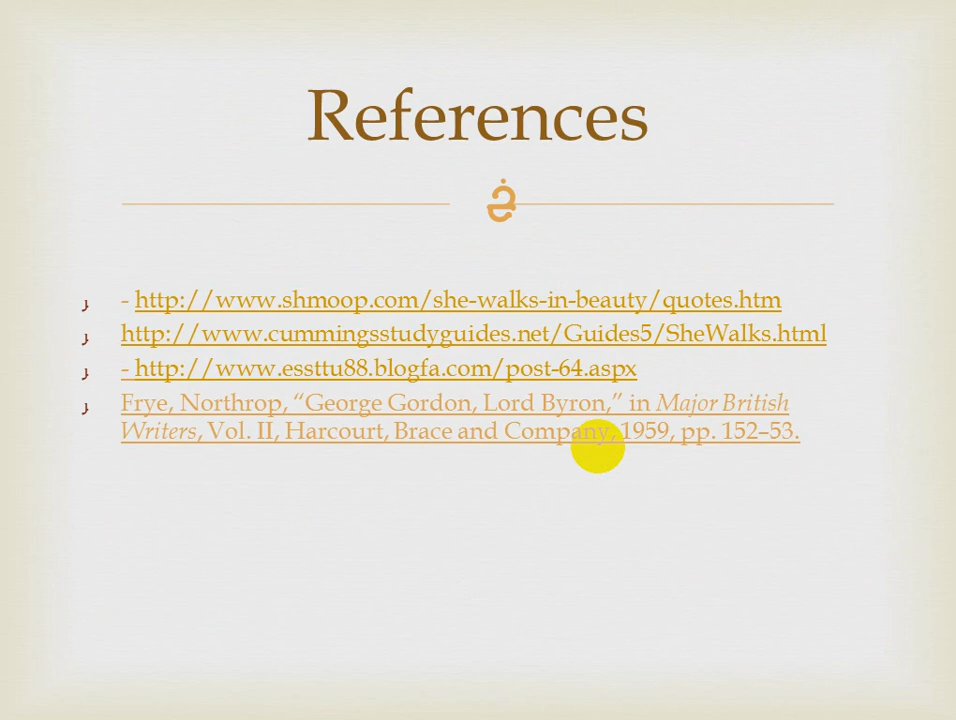 References
- http://www.shmoop.com/she-walks-in-beauty/quotes.htm
http://www.cummingsstudyguides.net/Guides5/SheWalks.html
- http://www.essttu88.blogfa.com/post-64.aspx
Frye, Northrop, “George Gordon, Lord Byron,” in Major British
Writers, Vol. II, Harcourt, Brace and Company, 1959, pp. 152–53.